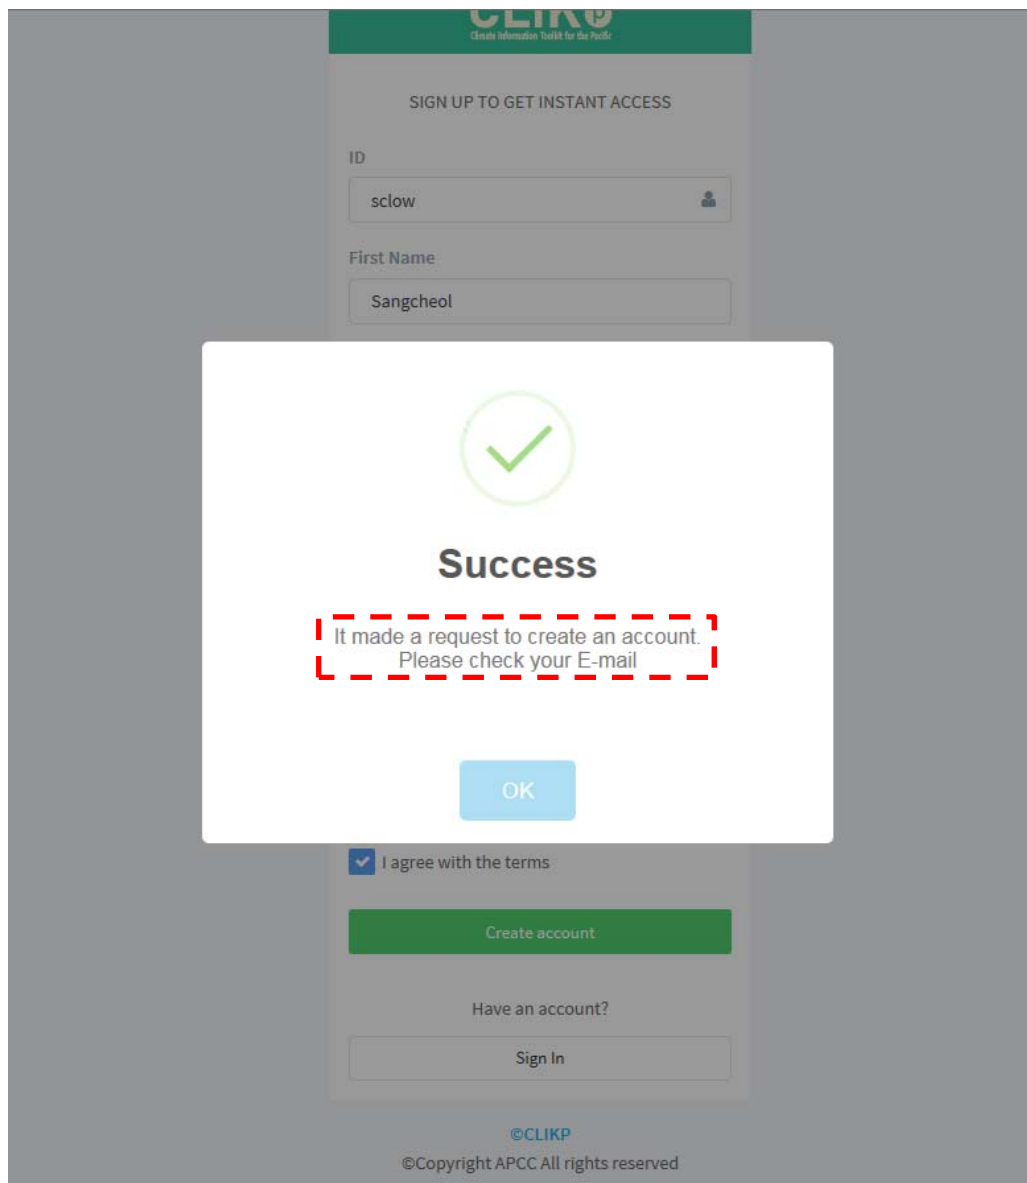 CLIKP
Climate Information Toolkit for the Pacific
SIGN UP TO GET INSTANT ACCESS
ID
sclow
First Name
Sangcheol
Success
It made a request to create an account.
Please check your E-mail
OK
I agree with the terms
Create account
Have an account?
Sign In
©CLIKP
©Copyright APCC All rights reserved